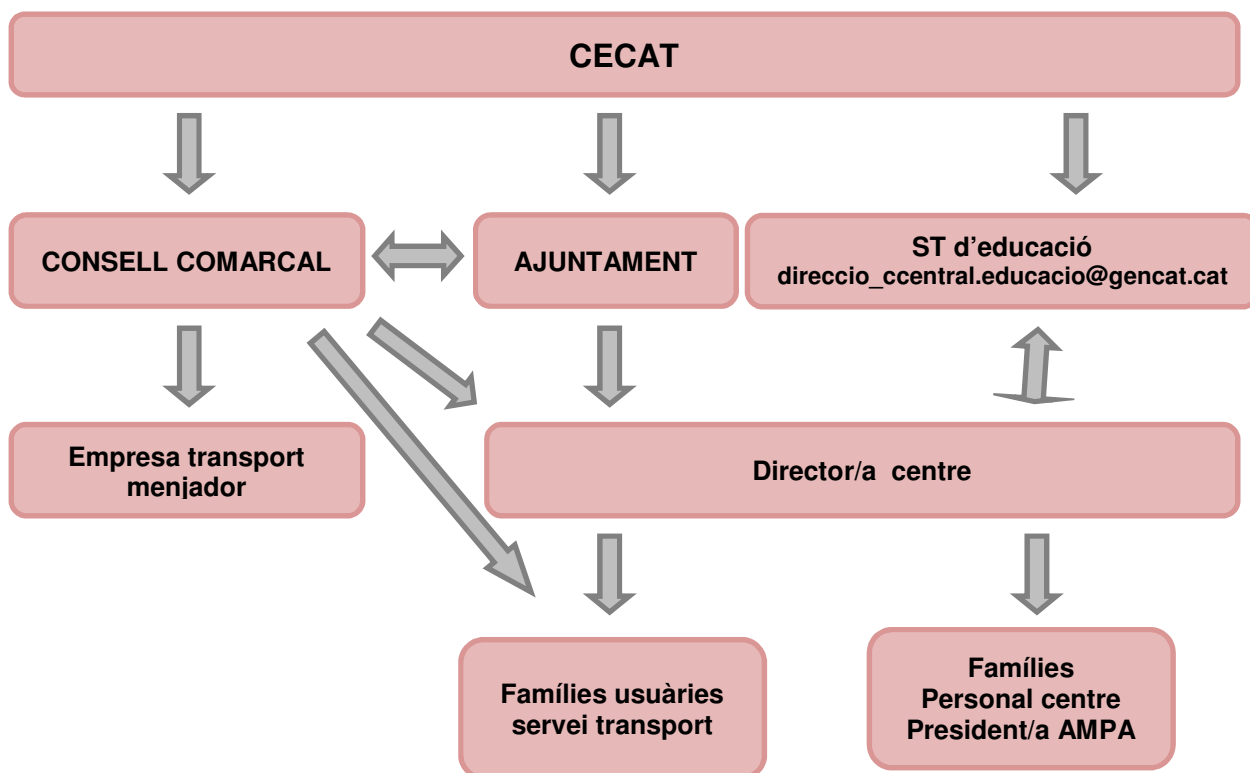 CECAT
CONSELL COMARCAL
AJUNTAMENT
ST d’educació
direccio_ccentral.educacio@gencat.cat
Empresa transport
menjador
Director/a centre
Famílies usuàries
servei transport
Famílies
Personal centre
President/a AMPA